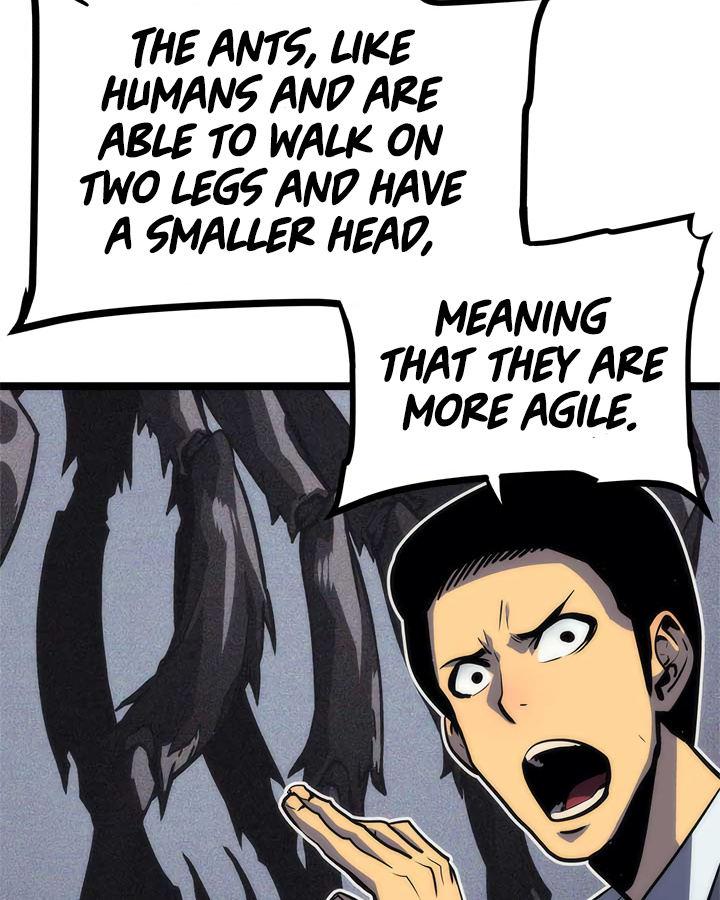 THE ANTS, LIKE
HUMANS AND ARE
ABLE TO WALK ON
TWO LEGS AND HAVE
A SMALLER HEAD,
MEANING
THAT THEY ARE
MORE AGILE.